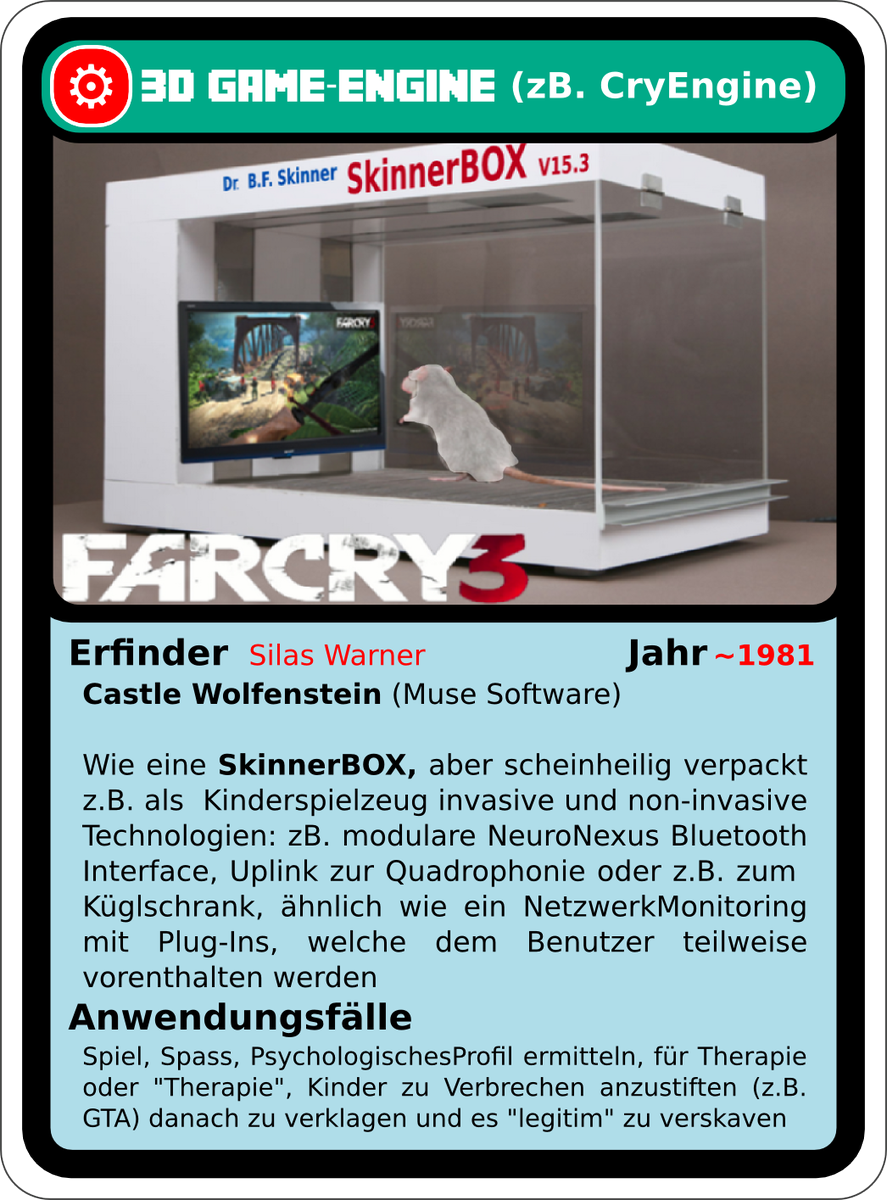 3D GAME-ENGINE (zB. CryEngine)
Dr. B.F. Skinner SkinnerBOX V15.3
FARCRY3
FARCRY3
Erfinder Silas Warner Jahr ~1981
Castle Wolfenstein (Muse Software)
Wie eine SkinnerBOX, aber scheinheilig verpackt
z.B. als Kinderspielzeug invasive und non-invasive
Technologien: zB. modulare NeuroNexus Bluetooth
Interface, Uplink zur Quadrophonie oder z.B. zum
Küglschrank, ähnlich wie ein NetzwerkMonitoring
mit Plug-Ins, welche dem Benutzer teilweise
vorenthalten werden
Anwendungsfälle
Spiel, Spass, PsychologischesProfil ermitteln, für Therapie
oder "Therapie", Kinder zu Verbrechen anzustiften (z.B.
GTA) danach zu verklagen und es "legitim" zu verskaven